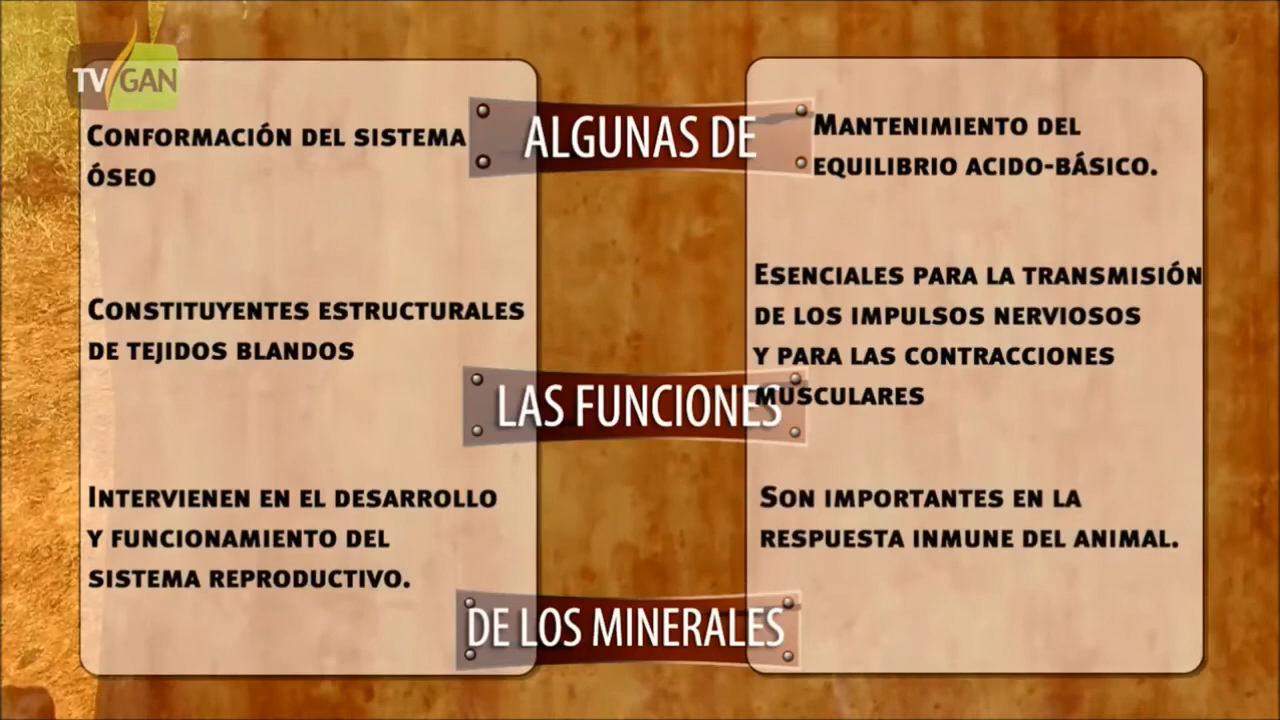 TV GAN
ALGUNAS DE
LAS FUNCIONES
DE LOS MINERALES
CONFORMACIÓN DEL SISTEMA
ÓSEO
CONSTITUYENTES ESTRUCTURALES
DE TEJIDOS BLANDOS
INTERVIENEN EN EL DESARROLLO
Y FUNCIONAMIENTO DEL
SISTEMA REPRODUCTIVO.
MANTENIMIENTO DEL
EQUILIBRIO ACIDO-BÁSICO.
ESENCIALES PARA LA TRANSMISIÓN
DE LOS IMPULSOS NERVIOSOS
Y PARA LAS CONTRACCIONES
MUSCULARES
SON IMPORTANTES EN LA
RESPUESTA INMUNE DEL ANIMAL.